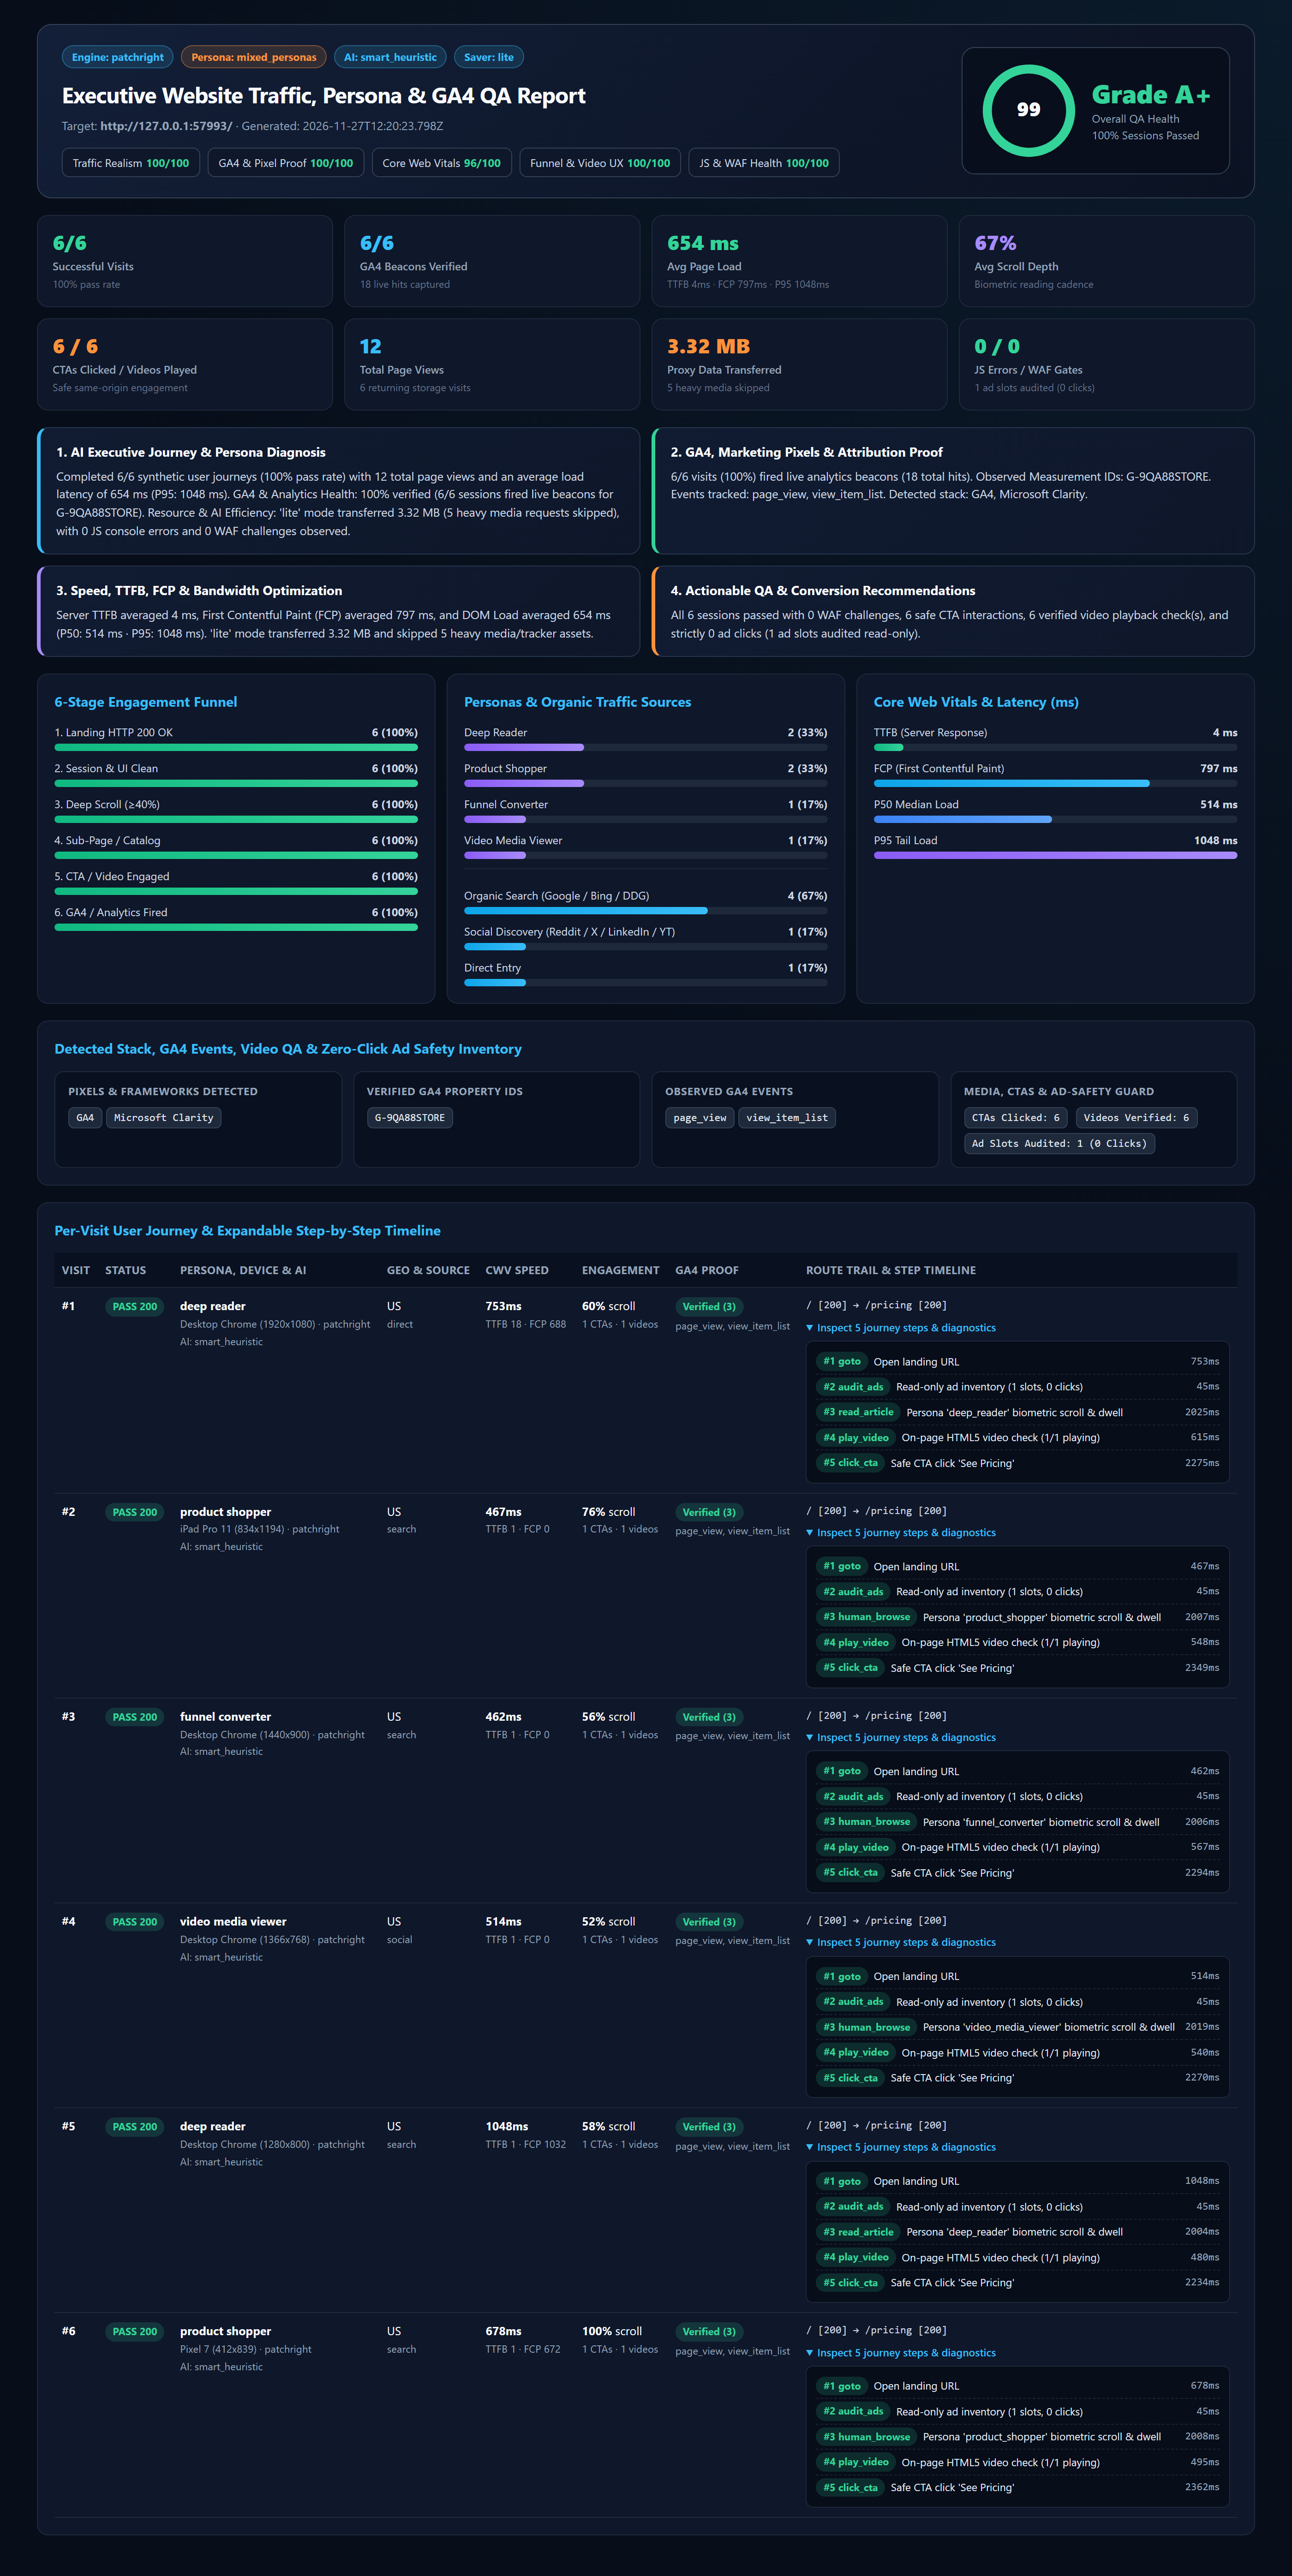 Engine: patchright
Persona: mixed_personas
AI: smart_heuristic
Saver: lite
Executive Website Traffic, Persona & GA4 QA Report
Target: http://127.0.0.1:57993/ · Generated: 2026-11-27T12:20:23.798Z
Traffic Realism 100/100
GA4 & Pixel Proof 100/100
Core Web Vitals 96/100
Funnel & Video UX 100/100
JS & WAF Health 100/100
99
Grade A+
Overall QA Health
100% Sessions Passed
6/6
Successful Visits
100% pass rate
6/6
GA4 Beacons Verified
18 live hits captured
654 ms
Avg Page Load
TTFB 4ms · FCP 797ms · P95 1048ms
67%
Avg Scroll Depth
Biometric reading cadence
6 / 6
CTAs Clicked / Videos Played
Safe same-origin engagement
12
Total Page Views
6 returning storage visits
3.32 MB
Proxy Data Transferred
5 heavy media skipped
0 / 0
JS Errors / WAF Gates
1 ad slots audited (0 clicks)
1. AI Executive Journey & Persona Diagnosis
Completed 6/6 synthetic user journeys (100% pass rate) with 12 total page views and an average load
latency of 654 ms (P95: 1048 ms). GA4 & Analytics Health: 100% verified (6/6 sessions fired live beacons for
G-9QA88STORE). Resource & AI Efficiency: 'lite' mode transferred 3.32 MB (5 heavy media requests skipped),
with 0 JS console errors and 0 WAF challenges observed.
2. GA4, Marketing Pixels & Attribution Proof
6/6 visits (100%) fired live analytics beacons (18 total hits). Observed Measurement IDs: G-9QA88STORE.
Events tracked: page_view, view_item_list. Detected stack: GA4, Microsoft Clarity.
3. Speed, TTFB, FCP & Bandwidth Optimization
Server TTFB averaged 4 ms, First Contentful Paint (FCP) averaged 797 ms, and DOM Load averaged 654 ms
(P50: 514 ms · P95: 1048 ms). 'lite' mode transferred 3.32 MB and skipped 5 heavy media/tracker assets.
4. Actionable QA & Conversion Recommendations
All 6 sessions passed with 0 WAF challenges, 6 safe CTA interactions, 6 verified video playback check(s), and
strictly 0 ad clicks (1 ad slots audited read-only).
6-Stage Engagement Funnel
1. Landing HTTP 200 OK 6 (100%)
2. Session & UI Clean 6 (100%)
3. Deep Scroll (≥40%) 6 (100%)
4. Sub-Page / Catalog 6 (100%)
5. CTA / Video Engaged 6 (100%)
6. GA4 / Analytics Fired 6 (100%)
Personas & Organic Traffic Sources
Deep Reader 2 (33%)
Product Shopper 2 (33%)
Funnel Converter 1 (17%)
Video Media Viewer 1 (17%)
Organic Search (Google / Bing / DDG) 4 (67%)
Social Discovery (Reddit / X / LinkedIn / YT) 1 (17%)
Direct Entry 1 (17%)
Core Web Vitals & Latency (ms)
TTFB (Server Response) 4 ms
FCP (First Contentful Paint) 797 ms
P50 Median Load 514 ms
P95 Tail Load 1048 ms
Detected Stack, GA4 Events, Video QA & Zero-Click Ad Safety Inventory
PIXELS & FRAMEWORKS DETECTED
GA4 Microsoft Clarity
VERIFIED GA4 PROPERTY IDS
G-9QA88STORE
OBSERVED GA4 EVENTS
page_view view_item_list
MEDIA, CTAS & AD-SAFETY GUARD
CTAs Clicked: 6 Videos Verified: 6
Ad Slots Audited: 1 (0 Clicks)
Per-Visit User Journey & Expandable Step-by-Step Timeline
VISIT STATUS PERSONA, DEVICE & AI GEO & SOURCE CWV SPEED ENGAGEMENT GA4 PROOF ROUTE TRAIL & STEP TIMELINE
#1 PASS 200 deep reader US 753ms 60% scroll Verified (3) / [200] → /pricing [200]
Desktop Chrome (1920x1080) · patchright direct TTFB 18 · FCP 688 1 CTAs · 1 videos page_view, view_item_list
AI: smart_heuristic
▼ Inspect 5 journey steps & diagnostics
#1 goto Open landing URL 753ms
#2 audit_ads Read-only ad inventory (1 slots, 0 clicks) 45ms
#3 read_article Persona 'deep_reader' biometric scroll & dwell 2025ms
#4 play_video On-page HTML5 video check (1/1 playing) 615ms
#5 click_cta Safe CTA click 'See Pricing' 2275ms
#2 PASS 200 product shopper US 467ms 76% scroll Verified (3) / [200] → /pricing [200]
iPad Pro 11 (834x1194) · patchright search TTFB 1 · FCP 0 1 CTAs · 1 videos page_view, view_item_list
AI: smart_heuristic
▼ Inspect 5 journey steps & diagnostics
#1 goto Open landing URL 467ms
#2 audit_ads Read-only ad inventory (1 slots, 0 clicks) 45ms
#3 human_browse Persona 'product_shopper' biometric scroll & dwell 2007ms
#4 play_video On-page HTML5 video check (1/1 playing) 548ms
#5 click_cta Safe CTA click 'See Pricing' 2349ms
#3 PASS 200 funnel converter US 462ms 56% scroll Verified (3) / [200] → /pricing [200]
Desktop Chrome (1440x900) · patchright search TTFB 1 · FCP 0 1 CTAs · 1 videos page_view, view_item_list
AI: smart_heuristic
▼ Inspect 5 journey steps & diagnostics
#1 goto Open landing URL 462ms
#2 audit_ads Read-only ad inventory (1 slots, 0 clicks) 45ms
#3 human_browse Persona 'funnel_converter' biometric scroll & dwell 2006ms
#4 play_video On-page HTML5 video check (1/1 playing) 567ms
#5 click_cta Safe CTA click 'See Pricing' 2294ms
#4 PASS 200 video media viewer US 514ms 52% scroll Verified (3) / [200] → /pricing [200]
Desktop Chrome (1366x768) · patchright social TTFB 1 · FCP 0 1 CTAs · 1 videos page_view, view_item_list
AI: smart_heuristic
▼ Inspect 5 journey steps & diagnostics
#1 goto Open landing URL 514ms
#2 audit_ads Read-only ad inventory (1 slots, 0 clicks) 45ms
#3 human_browse Persona 'video_media_viewer' biometric scroll & dwell 2019ms
#4 play_video On-page HTML5 video check (1/1 playing) 540ms
#5 click_cta Safe CTA click 'See Pricing' 2270ms
#5 PASS 200 deep reader US 1048ms 58% scroll Verified (3) / [200] → /pricing [200]
Desktop Chrome (1280x800) · patchright search TTFB 1 · FCP 1032 1 CTAs · 1 videos page_view, view_item_list
AI: smart_heuristic
▼ Inspect 5 journey steps & diagnostics
#1 goto Open landing URL 1048ms
#2 audit_ads Read-only ad inventory (1 slots, 0 clicks) 45ms
#3 read_article Persona 'deep_reader' biometric scroll & dwell 2004ms
#4 play_video On-page HTML5 video check (1/1 playing) 480ms
#5 click_cta Safe CTA click 'See Pricing' 2234ms
#6 PASS 200 product shopper US 678ms 100% scroll Verified (3) / [200] → /pricing [200]
Pixel 7 (412x839) · patchright search TTFB 1 · FCP 672 1 CTAs · 1 videos page_view, view_item_list
AI: smart_heuristic
▼ Inspect 5 journey steps & diagnostics
#1 goto Open landing URL 678ms
#2 audit_ads Read-only ad inventory (1 slots, 0 clicks) 45ms
#3 human_browse Persona 'product_shopper' biometric scroll & dwell 2008ms
#4 play_video On-page HTML5 video check (1/1 playing) 495ms
#5 click_cta Safe CTA click 'See Pricing' 2362ms